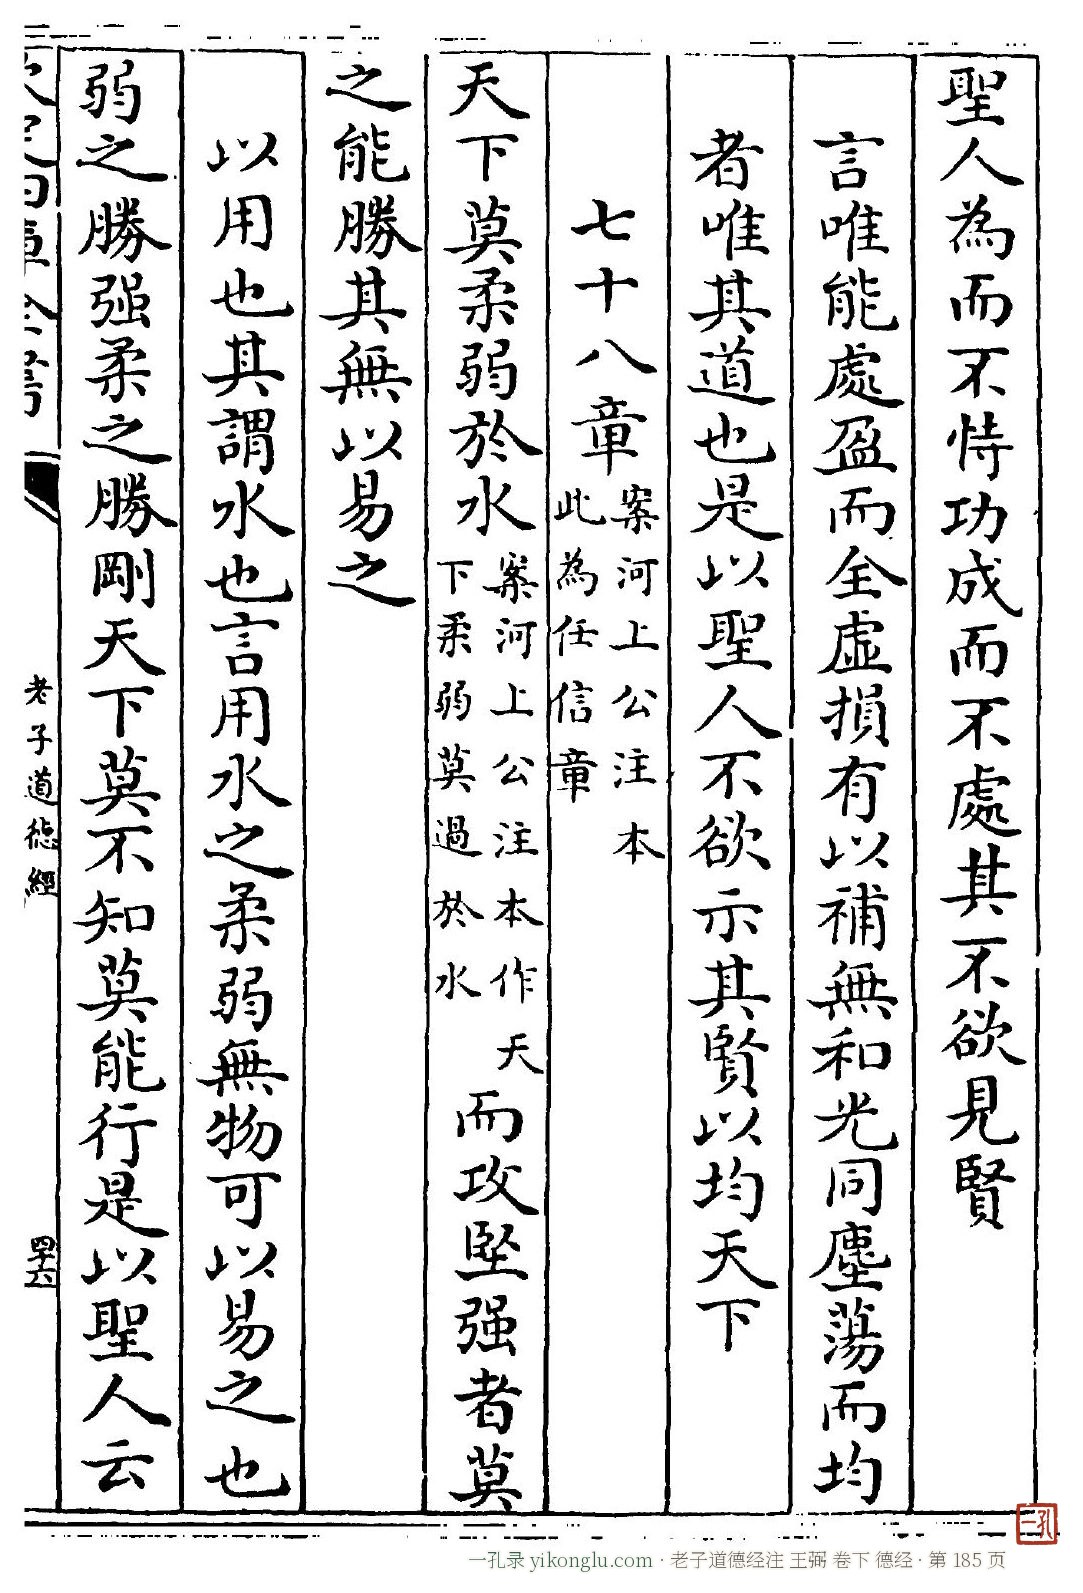 聖人為而不恃功成而不處其不欲見賢
言唯能處盈而全虛損有以補無和光同塵蕩而均
者唯其道也是以聖人不欲示其賢以均天下
七十八章案河上公注本此為任信章
天下莫柔弱於水案河上公注本作天下柔弱莫過於水而攻堅强者莫
之能勝其無以易之
以用也其謂水也言用水之柔弱無物可以易之也
弱之勝强柔之勝剛天下莫不知莫能行是以聖人云
老子道德經
四十六
一孔
一孔录 yikonglu.com · 老子道德经注 王弼 卷下 德经 · 第 185 页